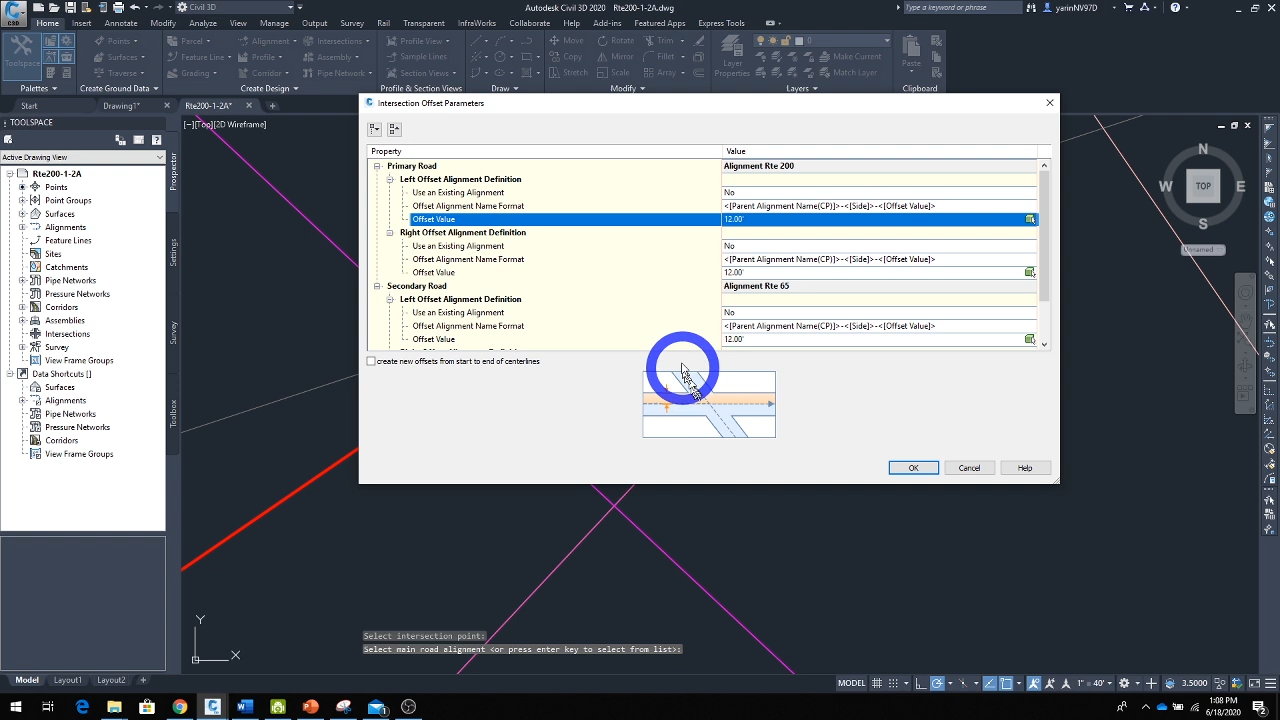 C3D
Civil 3D
Autodesk Civil 3D 2020 Rte200-1-2A.dwg
Type a keyword or phrase
yarinNV97D
Home Insert Annotate Modify Analyze View Manage Output Survey Rail Transparent InfraWorks Collaborate Help Add-ins Featured Apps Express Tools
Toolspace
Points
Surfaces
Traverse
Parcel
Feature Line
Grading
Alignment
Profile
Corridor
Intersections
Assembly
Pipe Network
Profile View
Sample Lines
Section Views
Move
Copy
Stretch
Rotate
Mirror
Scale
Trim
Fillet
Array
Layer
Properties
0
Make Current
Match Layer
Paste
Palettes
Create Ground Data
Create Design
Profile & Section Views
Draw
Modify
Layers
Clipboard
Start
Drawing1*
Rte200-1-2A*
TOOLSPACE
Active Drawing View
Rte200-1-2A
Points
Point Groups
Surfaces
Alignments
Feature Lines
Sites
Catchments
Pipe Networks
Pressure Networks
Corridors
Assemblies
Intersections
Survey
View Frame Groups
Data Shortcuts []
Surfaces
Alignments
Pipe Networks
Pressure Networks
Corridors
View Frame Groups
Prospector
Settings
Survey
Toolbox
[−][Top][2D Wireframe]
Intersection Offset Parameters
Property Value
Primary Road Alignment Rte 200
Left Offset Alignment Definition
Use an Existing Alignment No
Offset Alignment Name Format <[Parent Alignment Name(CP)]>-<[Side]>-<[Offset Value]>
Offset Value 12.00'
Right Offset Alignment Definition
Use an Existing Alignment No
Offset Alignment Name Format <[Parent Alignment Name(CP)]>-<[Side]>-<[Offset Value]>
Offset Value 12.00'
Secondary Road Alignment Rte 65
Left Offset Alignment Definition
Use an Existing Alignment No
Offset Alignment Name Format <[Parent Alignment Name(CP)]>-<[Side]>-<[Offset Value]>
Offset Value 12.00'
create new offsets from start to end of centerlines
OK Cancel Help
N
W TOP E
S
Unnamed
Y
X
Select intersection point:
Select main road alignment <or press enter key to select from list>:
Model Layout1 Layout2
MODEL
1" = 40'
3.5000
1:08 PM
6/18/2020